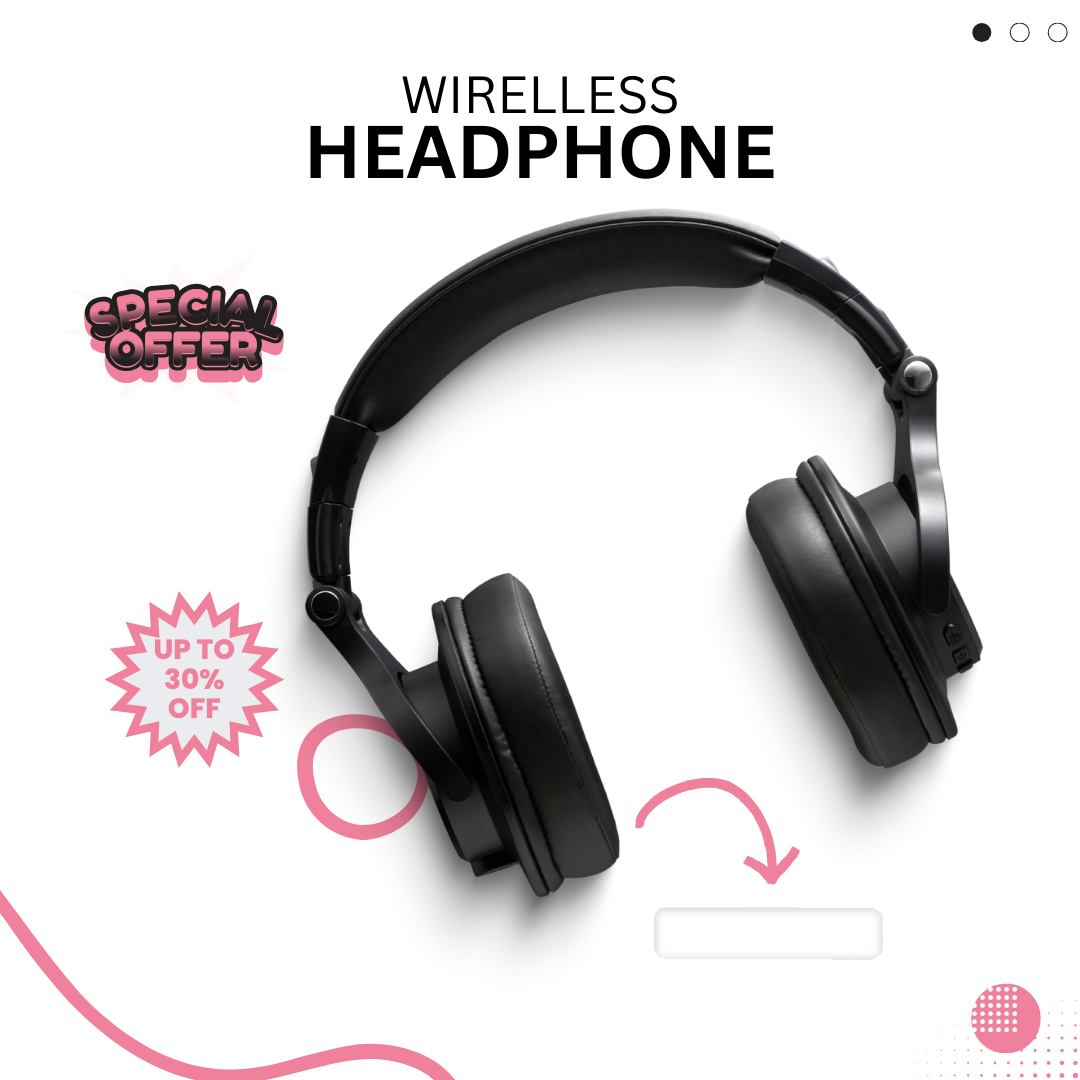 WIRELLESS
HEADPHONE
SPECIAL
OFFER
UP TO
30%
OFF